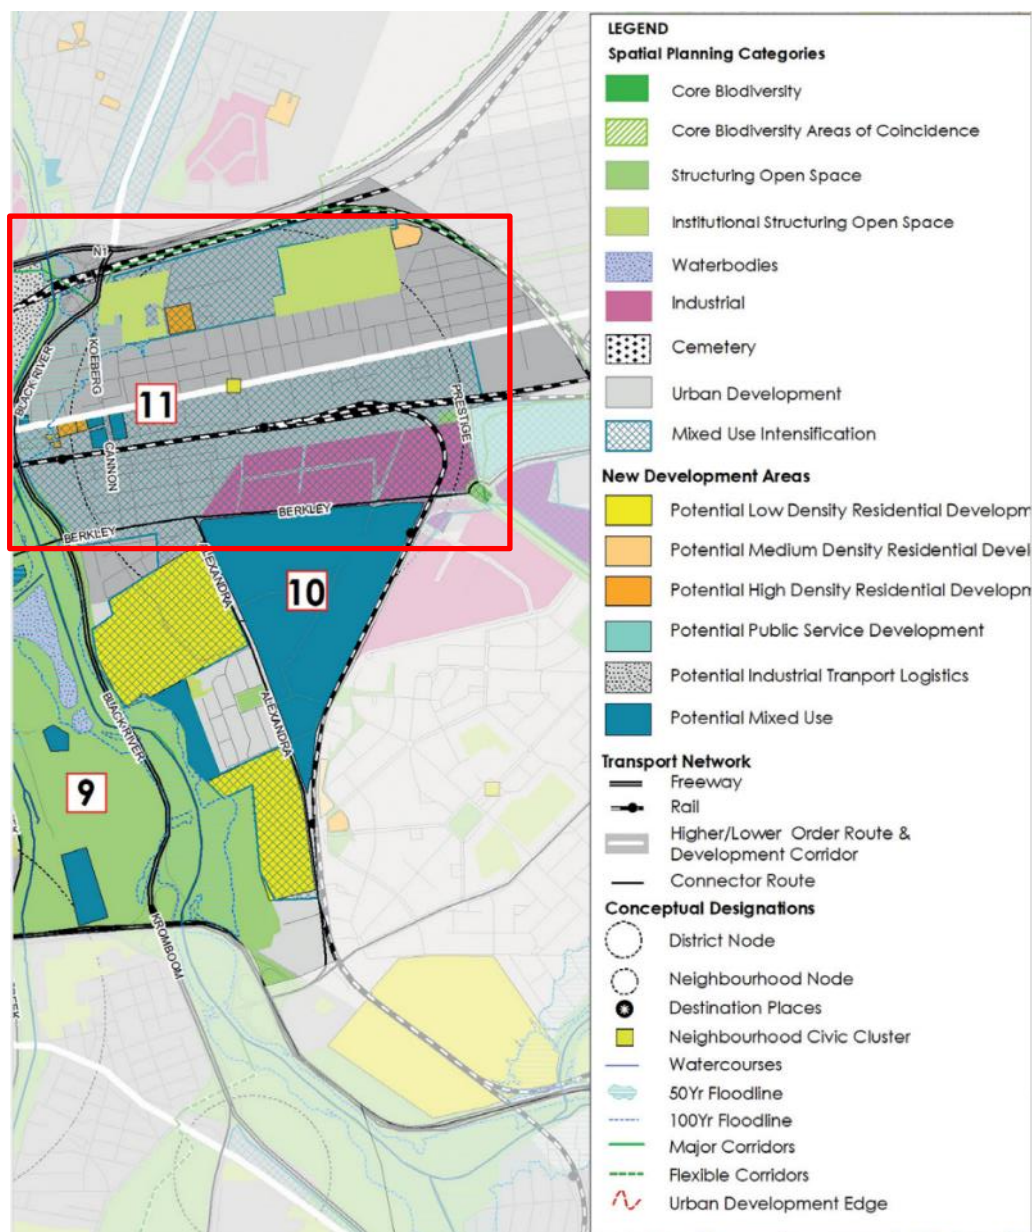 N1
BLACK RIVER
KOEBERG
11
CANNON
PRESTIGE
BERKLEY
BERKLEY
ALEXANDRA
10
BLACK RIVER
ALEXANDRA
9
KROMBOOM
LEGEND
Spatial Planning Categories
Core Biodiversity
Core Biodiversity Areas of Coincidence
Structuring Open Space
Institutional Structuring Open Space
Waterbodies
Industrial
Cemetery
Urban Development
Mixed Use Intensification
New Development Areas
Potential Low Density Residential Developm
Potential Medium Density Residential Devel
Potential High Density Residential Developm
Potential Public Service Development
Potential Industrial Tranport Logistics
Potential Mixed Use
Transport Network
Freeway
Rail
Higher/Lower Order Route &
Development Corridor
Connector Route
Conceptual Designations
District Node
Neighbourhood Node
Destination Places
Neighbourhood Civic Cluster
Watercourses
50Yr Floodline
100Yr Floodline
Major Corridors
Flexible Corridors
Urban Development Edge